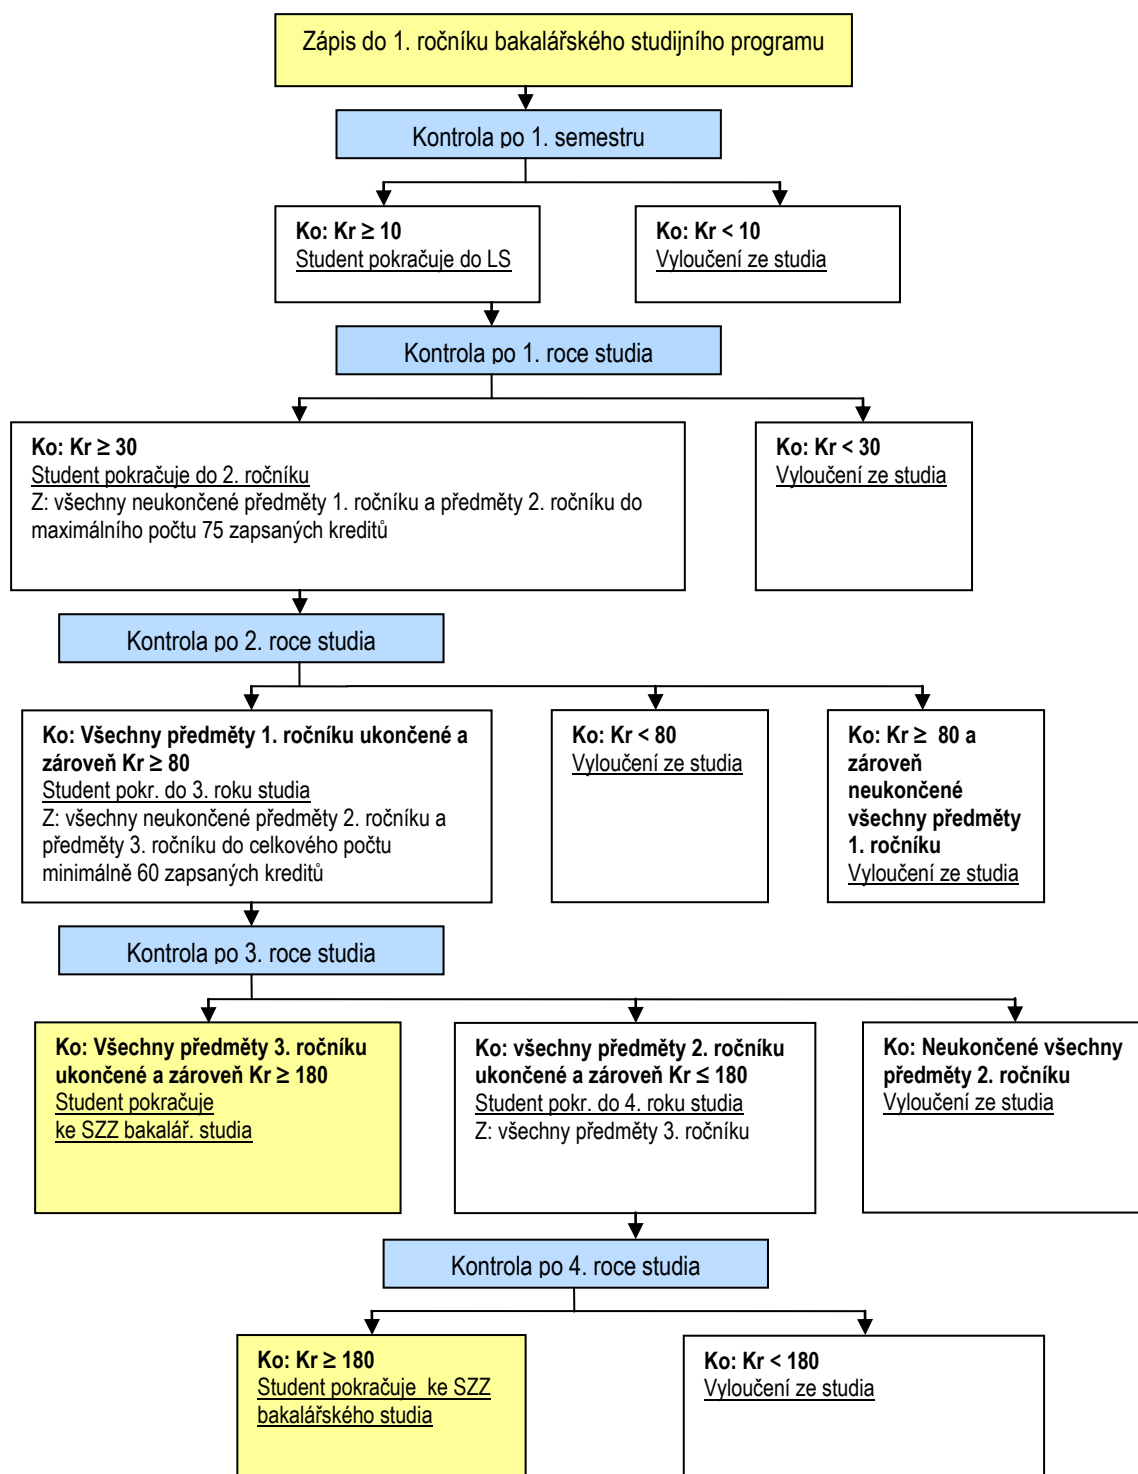 Zápis do 1. ročníku bakalářského studijního programu
Kontrola po 1. semestru
Ko: Kr ≥ 10
Student pokračuje do LS
Ko: Kr < 10
Vyloučení ze studia
Kontrola po 1. roce studia
Ko: Kr ≥ 30
Student pokračuje do 2. ročníku
Z: všechny neukončené předměty 1. ročníku a předměty 2. ročníku do
maximálního počtu 75 zapsaných kreditů
Ko: Kr < 30
Vyloučení ze studia
Kontrola po 2. roce studia
Ko: Všechny předměty 1. ročníku ukončené a
zároveň Kr ≥ 80
Student pokr. do 3. roku studia
Z: všechny neukončené předměty 2. ročníku a
předměty 3. ročníku do celkového počtu
minimálně 60 zapsaných kreditů
Ko: Kr < 80
Vyloučení ze studia
Ko: Kr ≥ 80 a
zároveň
neukončené
všechny předměty
1. ročníku
Vyloučení ze studia
Kontrola po 3. roce studia
Ko: Všechny předměty 3. ročníku
ukončené a zároveň Kr ≥ 180
Student pokračuje
ke SZZ bakalář. studia
Ko: všechny předměty 2. ročníku
ukončené a zároveň Kr ≤ 180
Student pokr. do 4. roku studia
Z: všechny předměty 3. ročníku
Ko: Neukončené všechny
předměty 2. ročníku
Vyloučení ze studia
Kontrola po 4. roce studia
Ko: Kr ≥ 180
Student pokračuje ke SZZ
bakalářského studia
Ko: Kr < 180
Vyloučení ze studia